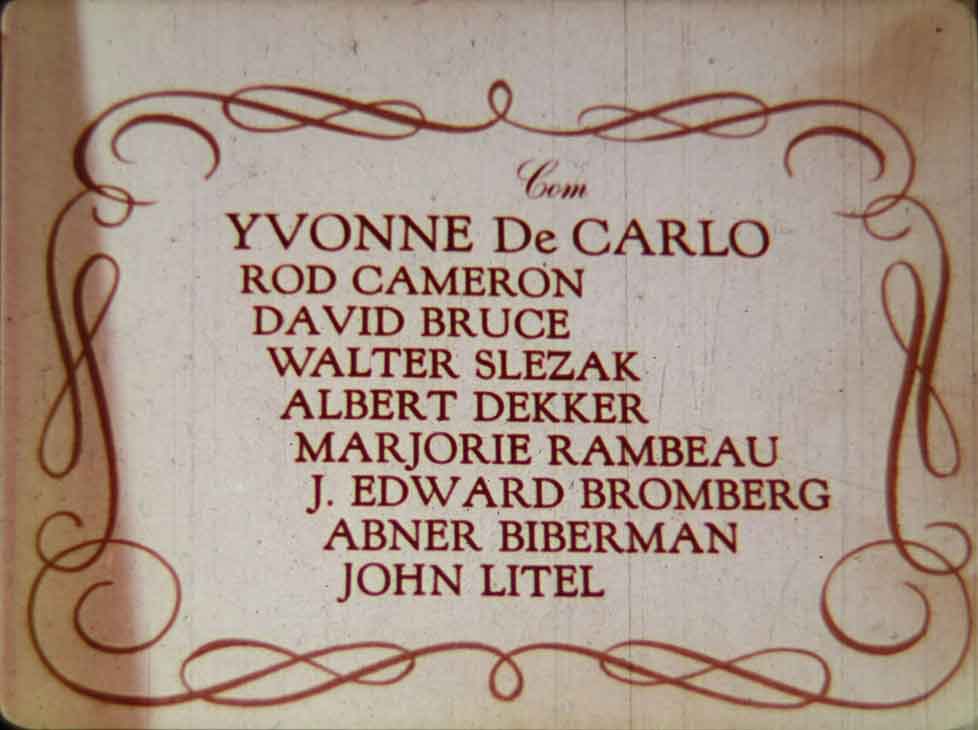 Com
YVONNE De CARLO
ROD CAMERON
DAVID BRUCE
WALTER SLEZAK
ALBERT DEKKER
MARJORIE RAMBEAU
J. EDWARD BROMBERG
ABNER BIBERMAN
JOHN LITEL